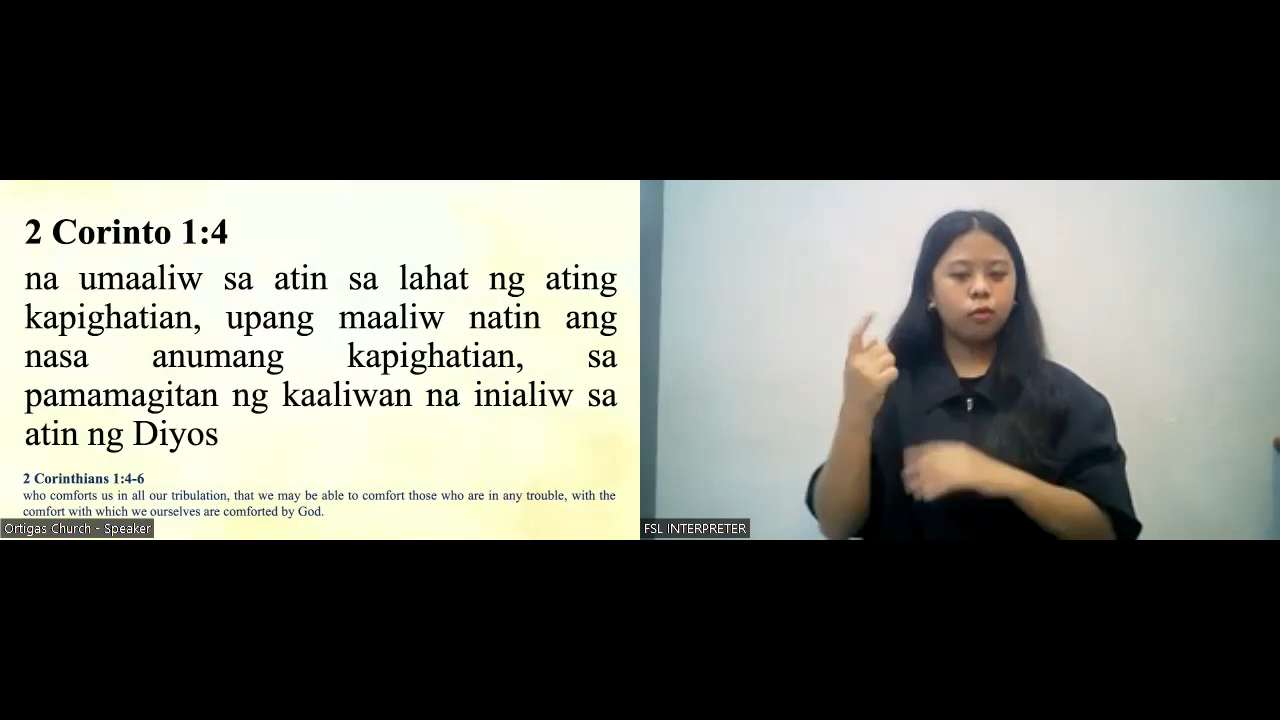 2 Corinto 1:4
na umaaliw sa atin sa lahat ng ating
kapighatian, upang maaliw natin ang
nasa anumang kapighatian, sa
pamamagitan ng kaaliwan na inialiw sa
atin ng Diyos
2 Corinthians 1:4-6
who comforts us in all our tribulation, that we may be able to comfort those who are in any trouble, with the
comfort with which we ourselves are comforted by God.
Ortigas Church - Speaker
FSL INTERPRETER